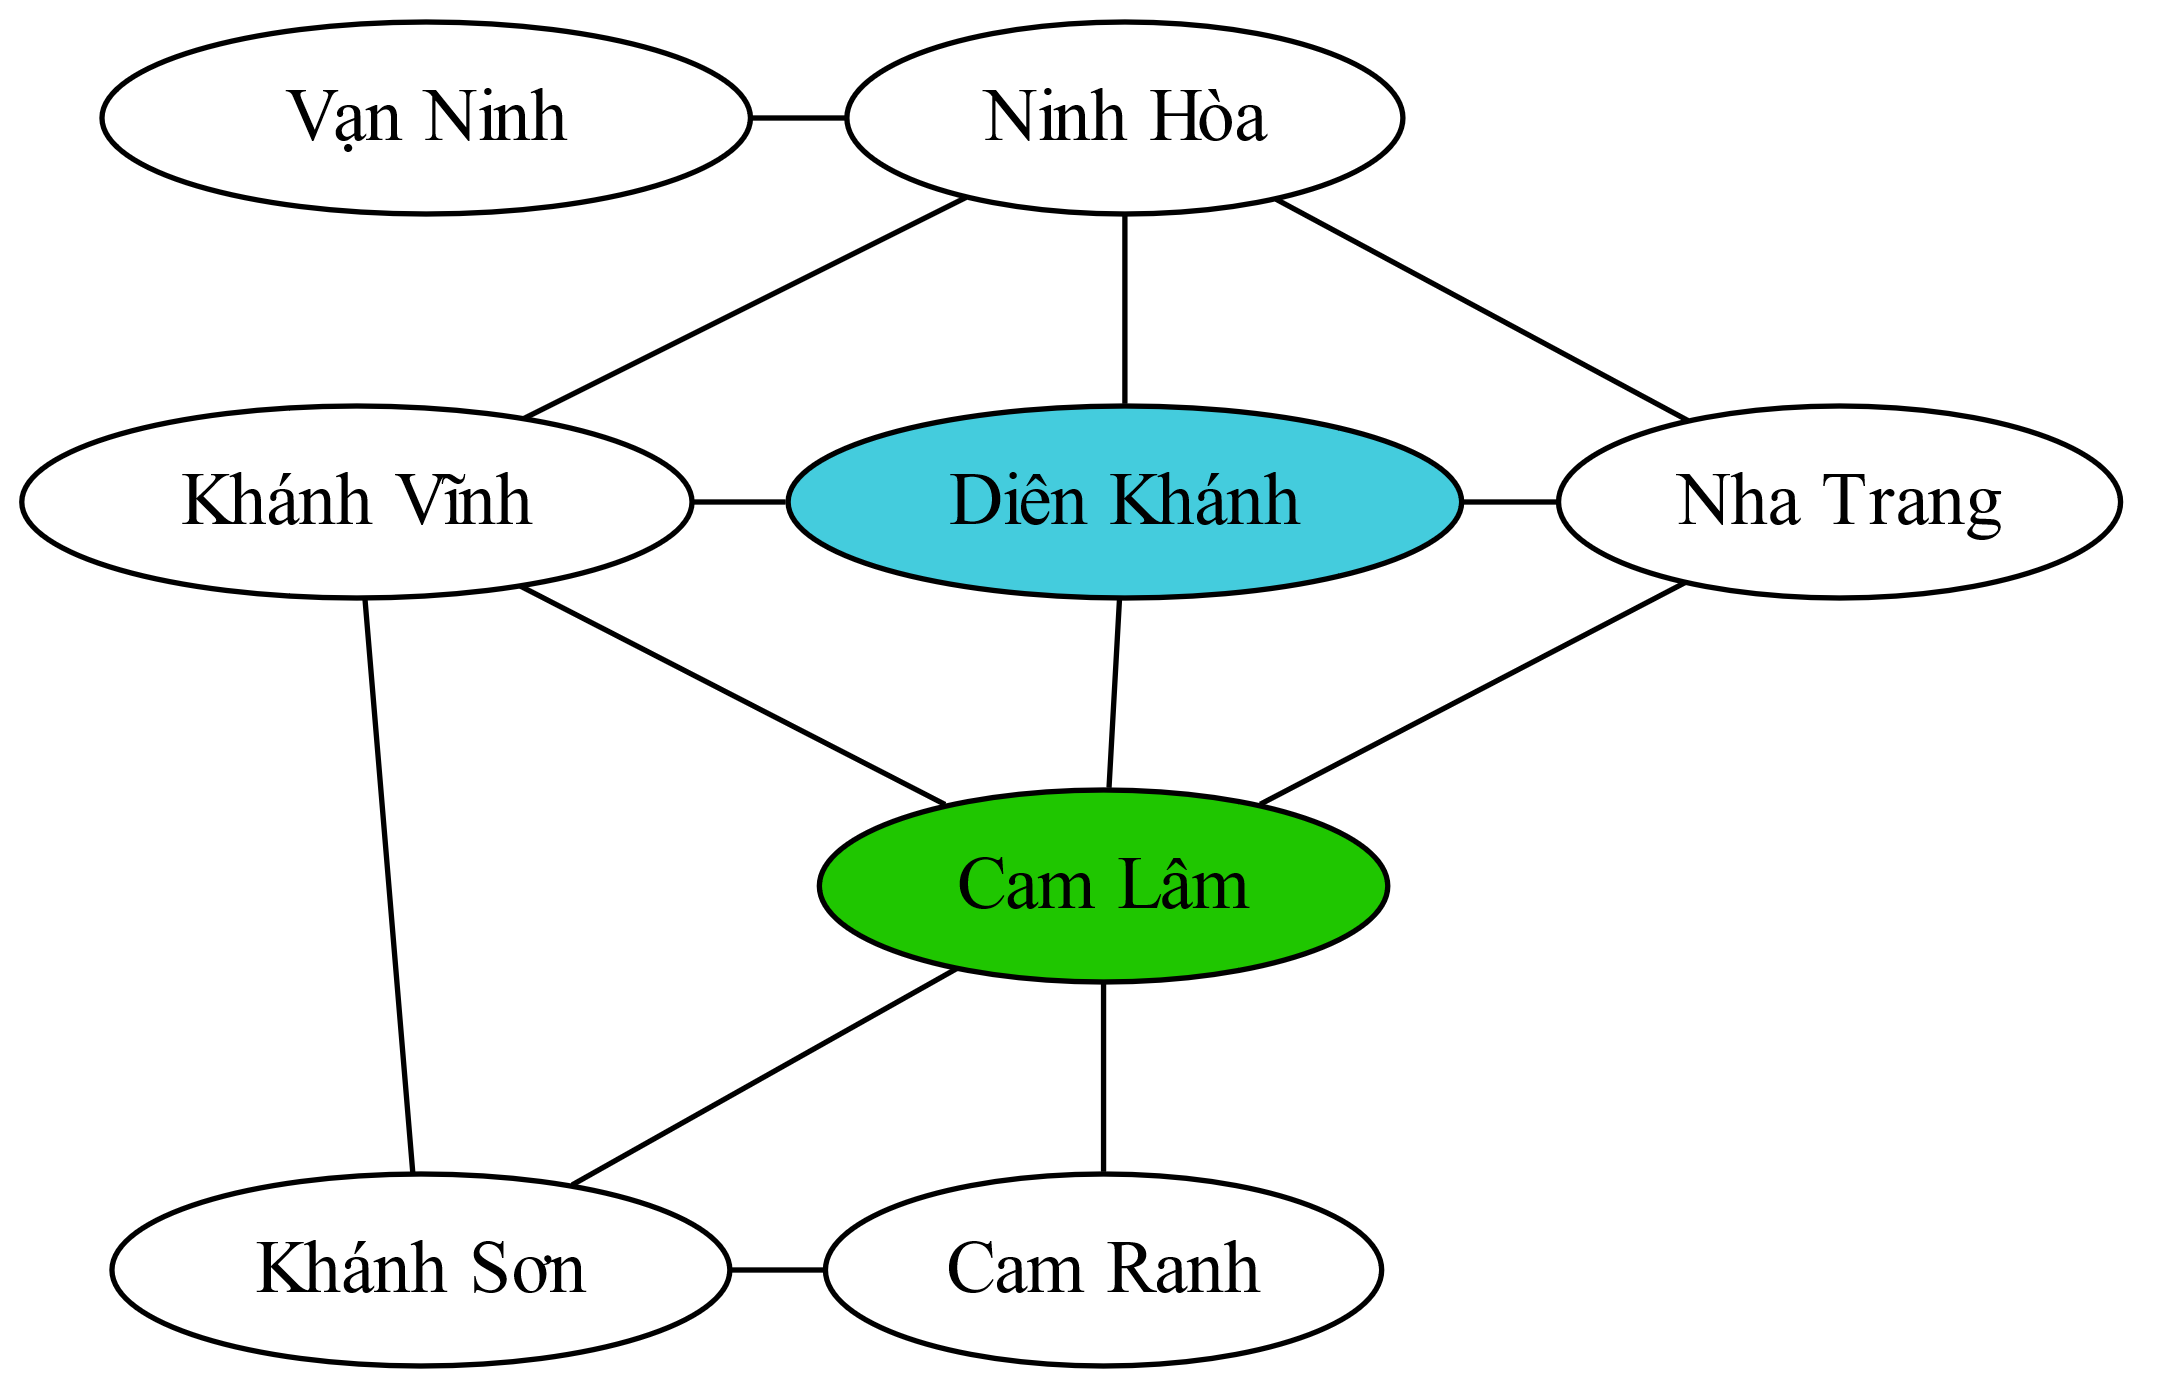 Vạn Ninh
Ninh Hòa
Khánh Vĩnh
Diên Khánh
Nha Trang
Cam Lâm
Khánh Sơn
Cam Ranh